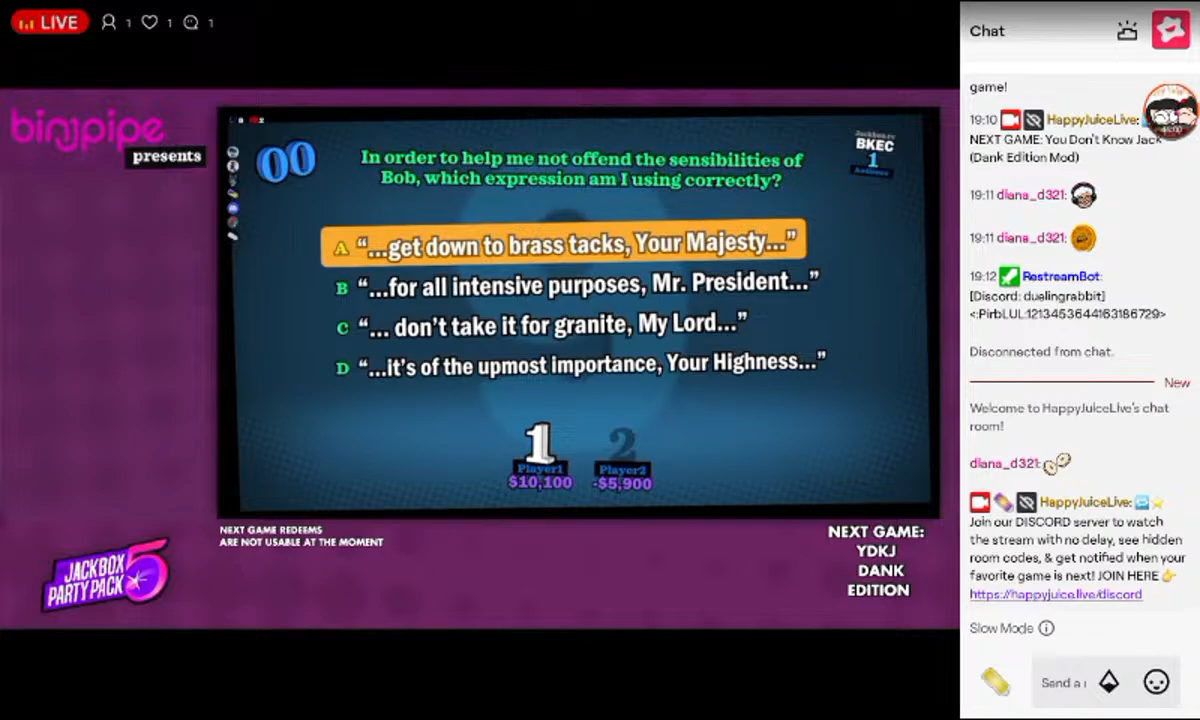 LIVE 1 1 1
binjpipe
presents
00
In order to help me not offend the sensibilities of
Bob, which expression am I using correctly?
Jackbox.tv
BKEC
1
Audience
A "...get down to brass tacks, Your Majesty..."
B "...for all intensive purposes, Mr. President..."
C "... don't take it for granite, My Lord..."
D "...it's of the upmost importance, Your Highness..."
1 2
Player1 Player2
$10,100 -$5,900
NEXT GAME REDEEMS
ARE NOT USABLE AT THE MOMENT
JACKBOX
PARTY PACK 5
NEXT GAME:
YDKJ
DANK
EDITION
Chat
game!
19:10 HappyJuiceLive:
NEXT GAME: You Don't Know Jack
(Dank Edition Mod)
19:11 diana_d321:
19:11 diana_d321:
19:12 RestreamBot:
[Discord: duelingrabbit]
<:PirbLUL:1213453644163186729>
Disconnected from chat.
New
Welcome to HappyJuiceLive's chat
room!
diana_d321:
HappyJuiceLive:
Join our DISCORD server to watch
the stream with no delay, see hidden
room codes, & get notified when your
favorite game is next! JOIN HERE
https://happyjuice.live/discord
Slow Mode
Send a